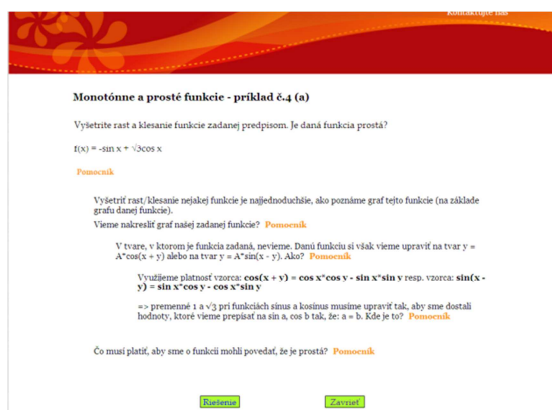 Kontaktujte nás
Monotónne a prosté funkcie - príklad č.4 (a)
Vyšetrite rast a klesanie funkcie zadanej predpisom. Je daná funkcia prostá?
f(x) = -sin x + √3cos x
Pomocník
Vyšetriť rast/klesanie nejakej funkcie je najjednoduchšie, ak poznáme graf tejto funkcie (na základe
grafu danej funkcie).
Vieme nakresliť graf našej zadanej funkcie? Pomocník
V tvare, v ktorom je funkcia zadaná, nevieme. Danú funkciu si však vieme upraviť na tvar y =
A*cos(x + y) alebo na tvar y = A*sin(x - y). Ako? Pomocník
Využijeme platnosť vzorca: cos(x + y) = cos x*cos y - sin x*sin y resp. vzorca: sin(x -
y) = sin x*cos y - cos x*sin y
=> premenné 1 a √3 pri funkciách sínus a kosínus musíme upraviť tak, aby sme dostali
hodnoty, ktoré vieme prepísať na sin a, cos b tak, že: a = b. Kde je to? Pomocník
Čo musí platiť, aby sme o funkcii mohli povedať, že je prostá? Pomocník
Riešenie Zavrieť